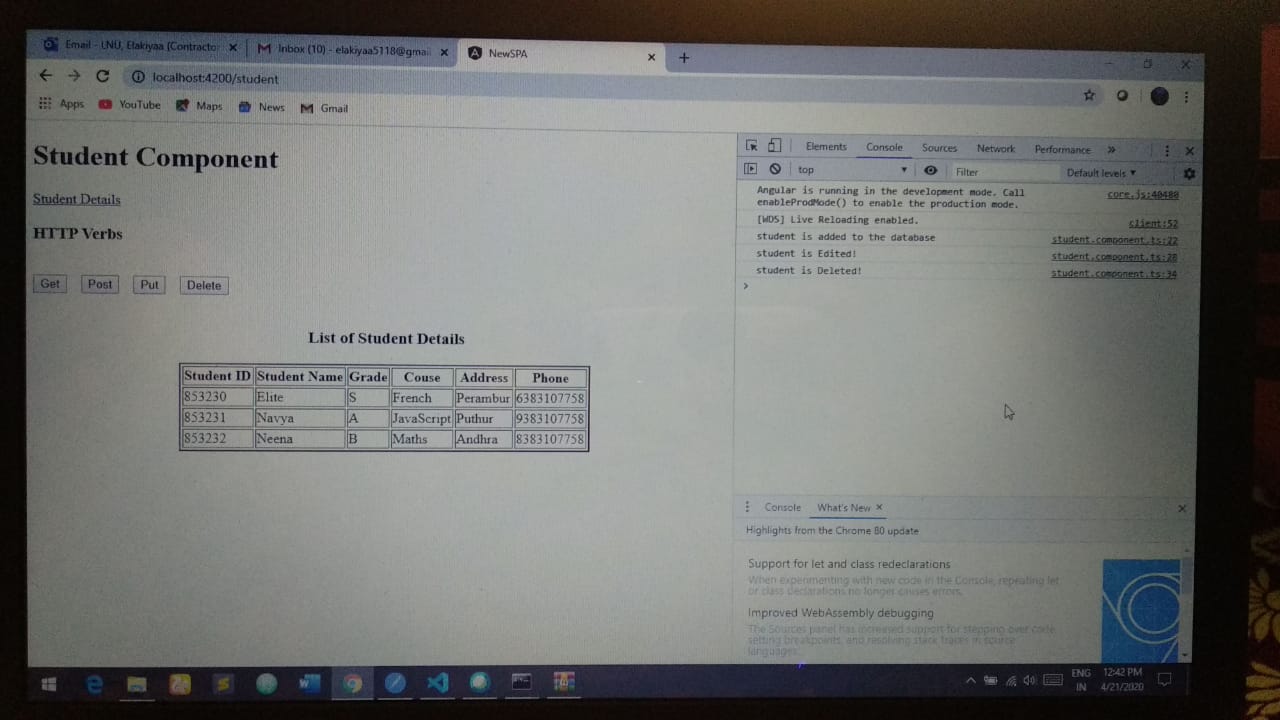 Email - LNU, Elakiyaa (Contractor
Inbox (10) - elakiyaa5118@gmai
NewSPA
localhost:4200/student
Apps YouTube Maps News Gmail
Student Component
Student Details
HTTP Verbs
Get Post Put Delete
List of Student Details
Student ID Student Name Grade Couse Address Phone
853230 Elite S French Perambur 6383107758
853231 Navya A JavaScript Puthur 9383107758
853232 Neena B Maths Andhra 8383107758
Elements Console Sources Network Performance »
top Filter Default levels ▼
Angular is running in the development mode. Call core.js:40480
enableProdMode() to enable the production mode.
[WDS] Live Reloading enabled. client:52
student is added to the database student.component.ts:22
student is Edited! student.component.ts:28
student is Deleted! student.component.ts:34
>
Console What's New ×
Highlights from the Chrome 80 update
Support for let and class redeclarations
When experimenting with new code in the Console, repeating let
or class declarations no longer causes errors.
Improved WebAssembly debugging
The Sources panel has increased support for stepping over code,
setting breakpoints, and resolving stack traces in source
languages.
ENG 12:42 PM
IN 4/21/2020